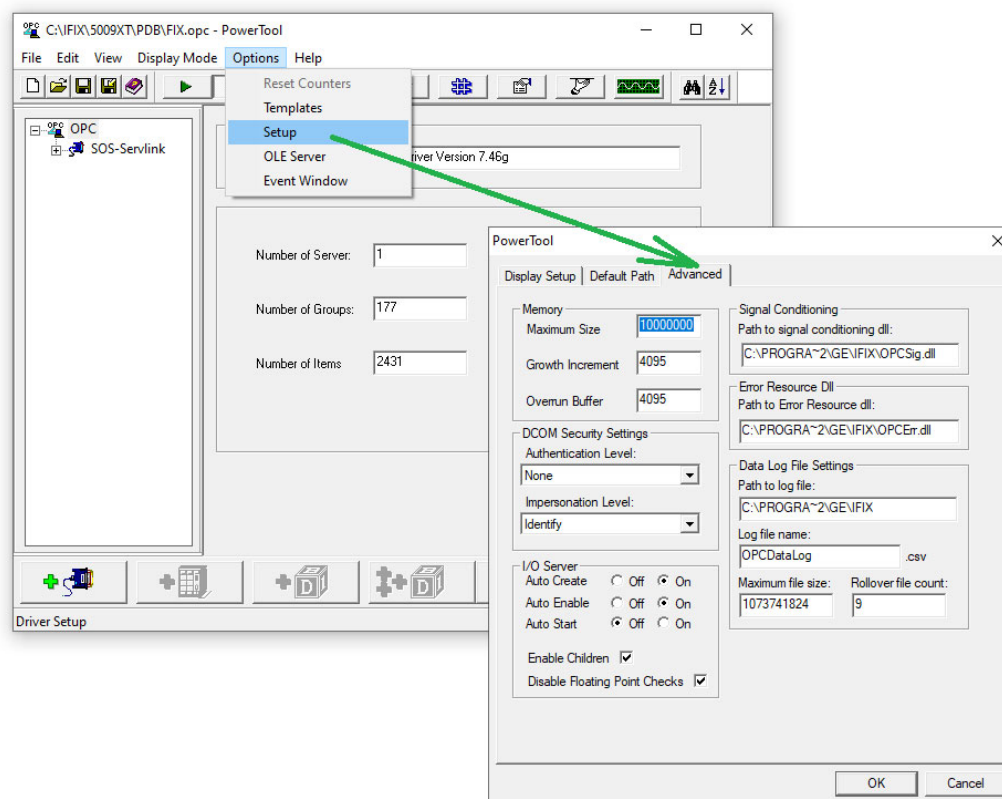 C:\IFIX\5009XT\PDB\FIX.opc - PowerTool
File Edit View Display Mode Options Help
Reset Counters
Templates
Setup
OLE Server
Event Window
OPC
SOS-Servlink
Driver Version 7.46g
Number of Server: 1
Number of Groups: 177
Number of Items 2431
Driver Setup
PowerTool
Display Setup Default Path Advanced
Memory
Maximum Size 10000000
Growth Increment 4095
Overrun Buffer 4095
DCOM Security Settings
Authentication Level:
None
Impersonation Level:
Identify
I/O Server
Auto Create Off On
Auto Enable Off On
Auto Start Off On
Enable Children
Disable Floating Point Checks
Signal Conditioning
Path to signal conditioning dll:
C:\PROGRA~2\GE\IFIX\OPCSig.dll
Error Resource Dll
Path to Error Resource dll:
C:\PROGRA~2\GE\IFIX\OPCErr.dll
Data Log File Settings
Path to log file:
C:\PROGRA~2\GE\IFIX
Log file name:
OPCDataLog .csv
Maximum file size: Rollover file count:
1073741824 9
OK Cancel